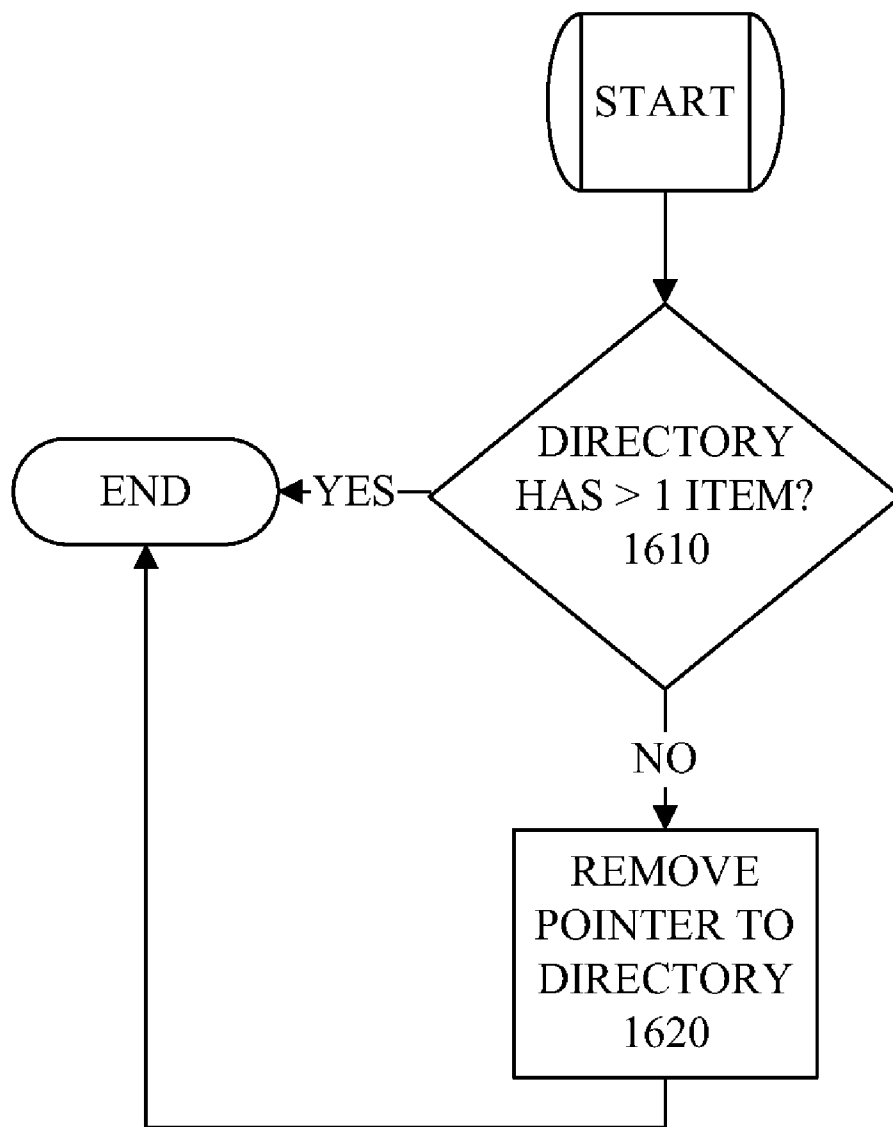 START
DIRECTORY
HAS > 1 ITEM?
1610
YES
END
NO
REMOVE
POINTER TO
DIRECTORY
1620